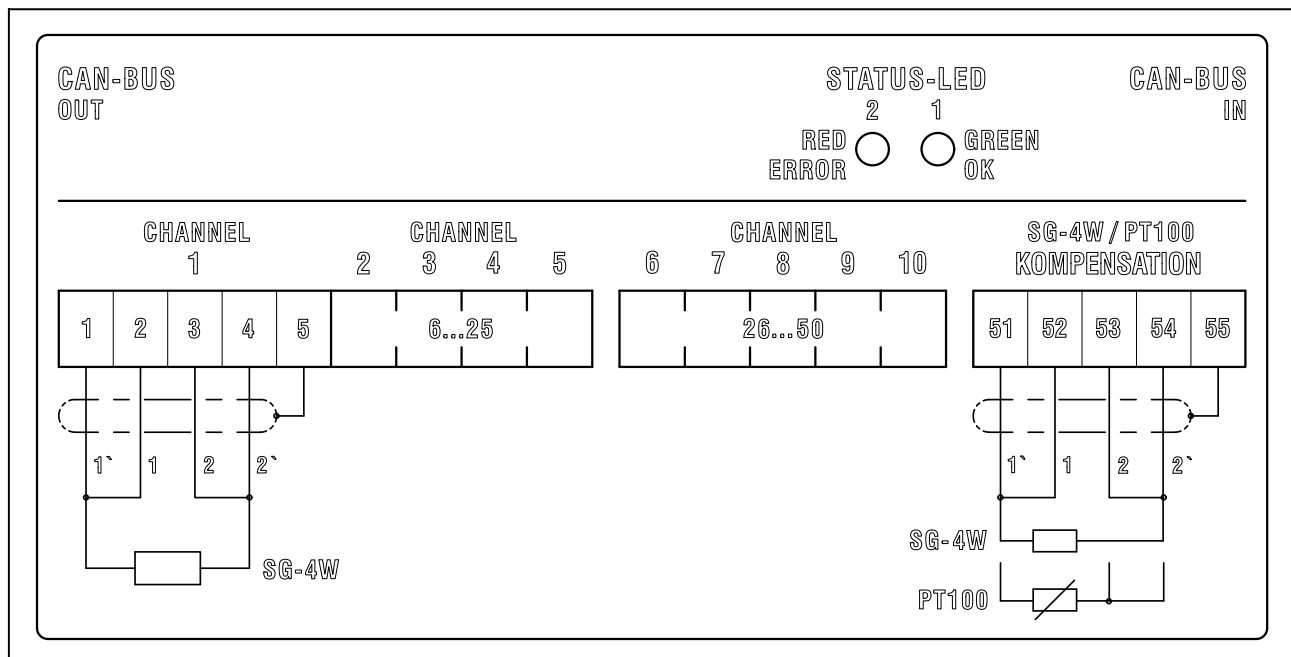 CAN-BUS
OUT
STATUS-LED
2 1
RED
ERROR
GREEN
OK
CAN-BUS
IN
CHANNEL
1 2
CHANNEL
3 4 5
CHANNEL
6 7 8 9 10
SG-4W / PT100
KOMPENSATION
1 2 3 4 5 6...25 26...50 51 52 53 54 55
1` 1 2 2`
1` 1 2 2`
SG-4W
SG-4W
PT100